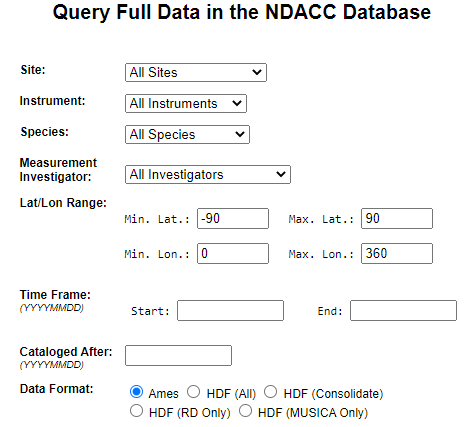 Query Full Data in the NDACC Database
Site: All Sites
Instrument: All Instruments
Species: All Species
Measurement
Investigator: All Investigators
Lat/Lon Range:
Min. Lat.: -90 Max. Lat.: 90
Min. Lon.: 0 Max. Lon.: 360
Time Frame:
(YYYYMMDD) Start: End:
Cataloged After:
(YYYYMMDD)
Data Format: Ames HDF (All) HDF (Consolidate)
HDF (RD Only) HDF (MUSICA Only)